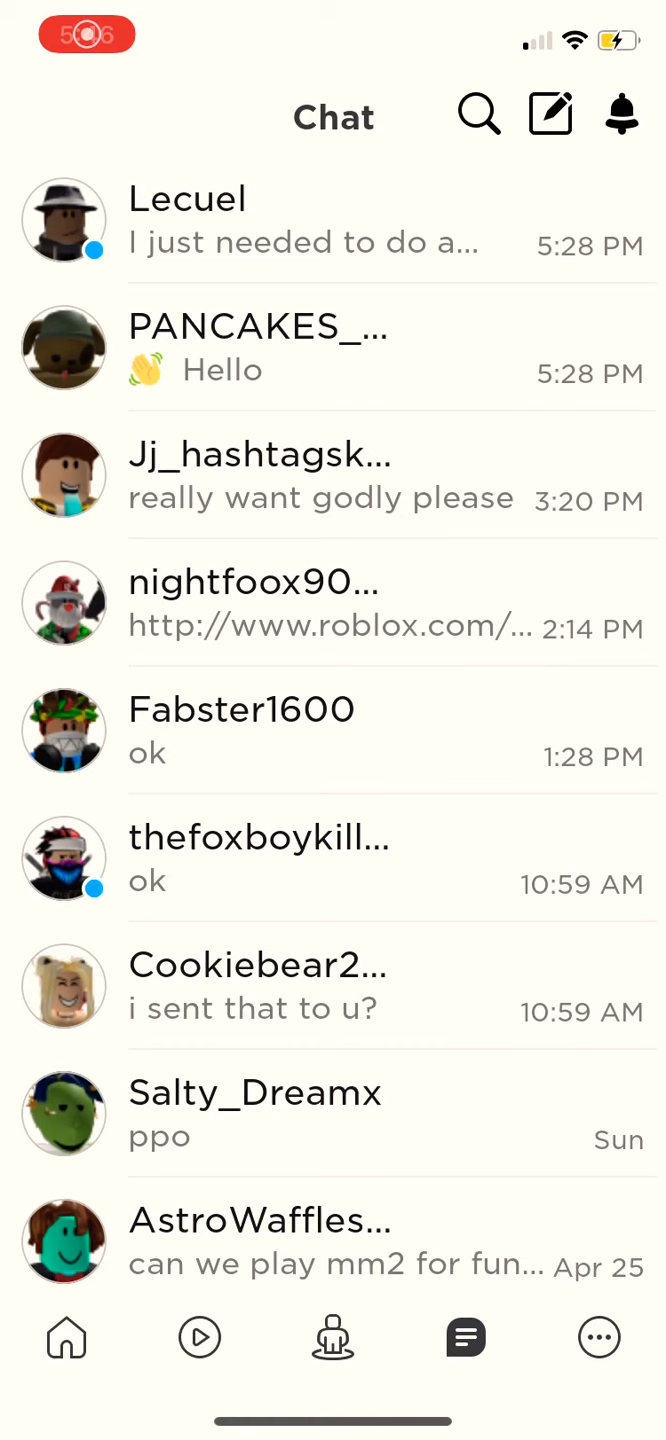 5:46
Chat
Lecuel
I just needed to do a...
5:28 PM
PANCAKES_...
👋 Hello
5:28 PM
Jj_hashtagsk...
really want godly please
3:20 PM
nightfoox90...
http://www.roblox.com/...
2:14 PM
Fabster1600
ok
1:28 PM
thefoxboykill...
ok
10:59 AM
Cookiebear2...
i sent that to u?
10:59 AM
Salty_Dreamx
ppo
Sun
AstroWaffles...
can we play mm2 for fun...
Apr 25